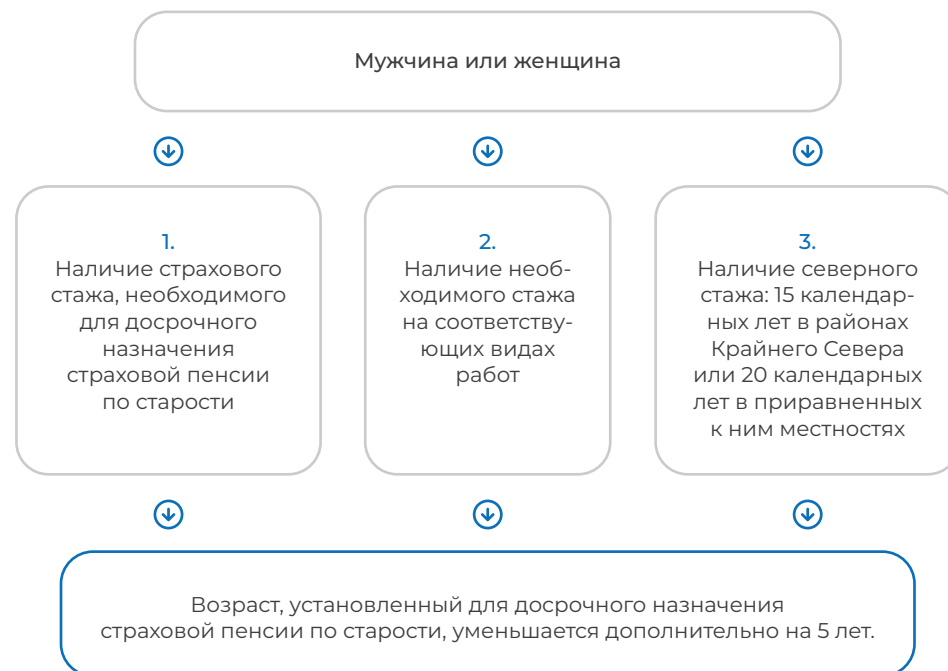 Мужчина или женщина
1.
Наличие страхового
стажа, необходимого
для досрочного
назначения
страховой пенсии
по старости
2.
Наличие необ-
ходимого стажа
на соответству-
ющих видах
работ
3.
Наличие северного
стажа: 15 календар-
ных лет в районах
Крайнего Севера
или 20 календарных
лет в приравненных
к ним местностях
Возраст, установленный для досрочного назначения
страховой пенсии по старости, уменьшается дополнительно на 5 лет.